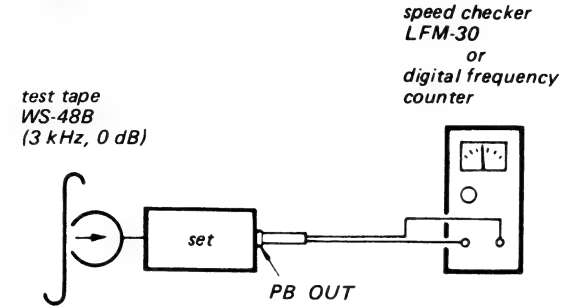 speed checker
LFM-30
or
digital frequency
counter
test tape
WS-48B
(3 kHz, 0 dB)
set
PB OUT